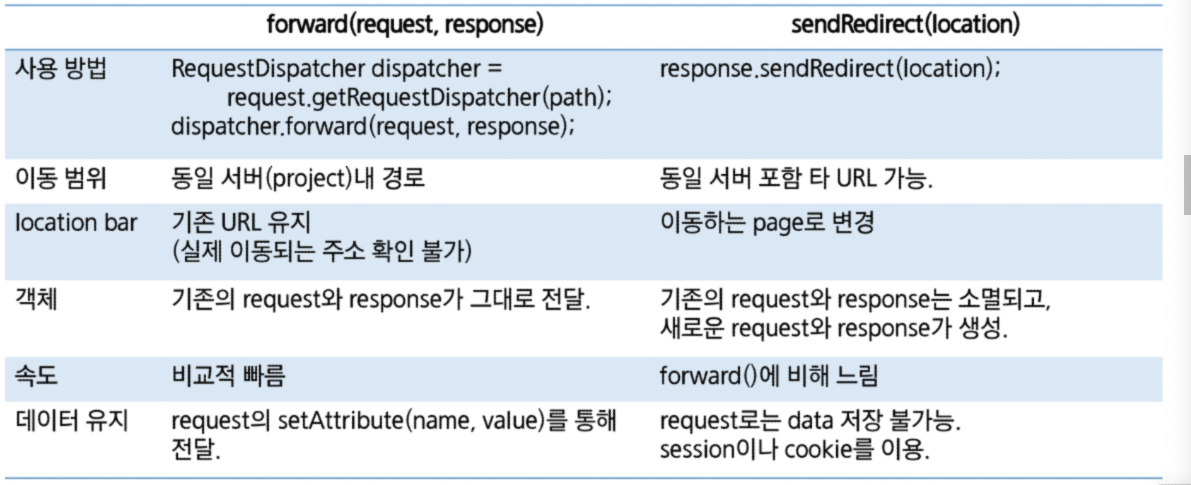 forward(request, response) sendRedirect(location)
사용 방법 RequestDispatcher dispatcher = response.sendRedirect(location);
request.getRequestDispatcher(path);
dispatcher.forward(request, response);
이동 범위 동일 서버(project)내 경로 동일 서버 포함 타 URL 가능.
location bar 기존 URL 유지 이동하는 page로 변경
(실제 이동되는 주소 확인 불가)
객체 기존의 request와 response가 그대로 전달. 기존의 request와 response는 소멸되고,
새로운 request와 response가 생성.
속도 비교적 빠름 forward()에 비해 느림
데이터 유지 request의 setAttribute(name, value)를 통해 request로는 data 저장 불가능.
전달. session이나 cookie를 이용.